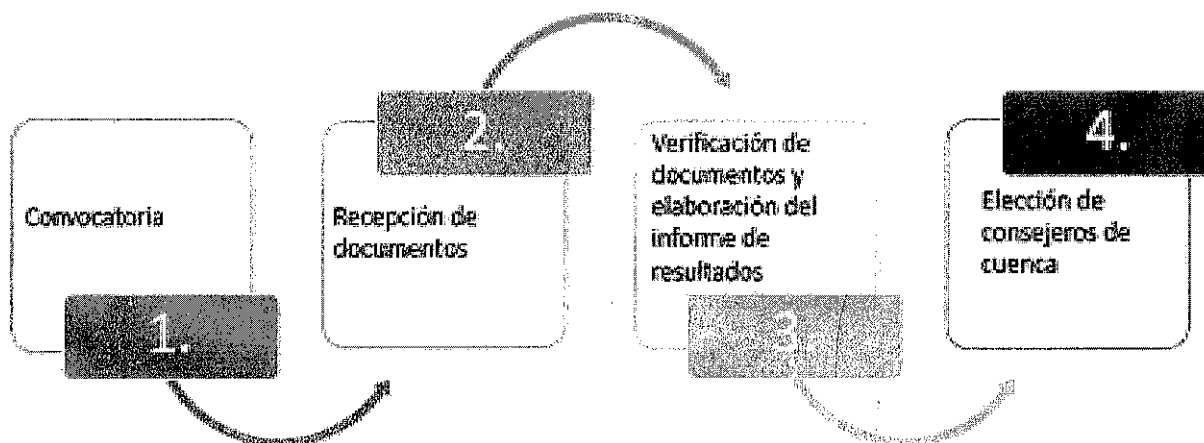 Convocatoria
1.
2.
Recepción de
documentos
Verificación de
documentos y
elaboración del
informe de
resultados
3
4.
Elección de
consejeros de
cuenca